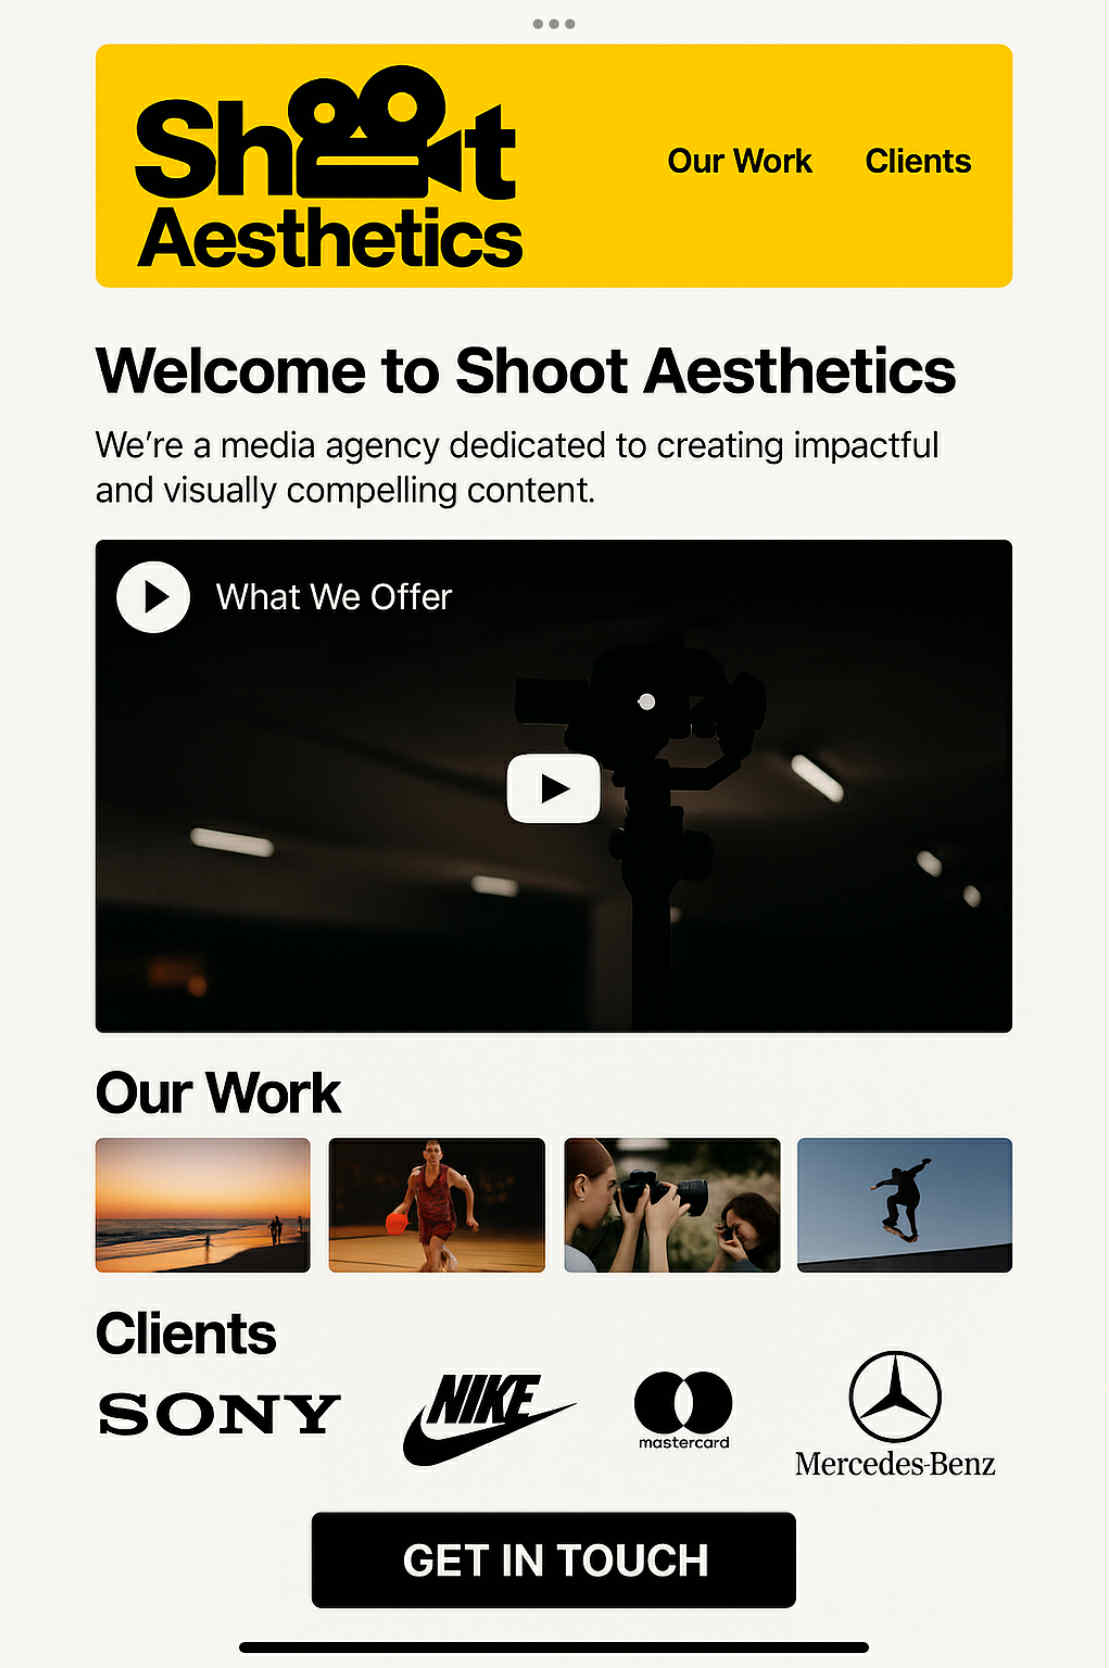 Shoot
Aesthetics
Our Work
Clients
Welcome to Shoot Aesthetics
We’re a media agency dedicated to creating impactful
and visually compelling content.
What We Offer
Our Work
Clients
SONY
NIKE
mastercard
Mercedes-Benz
GET IN TOUCH